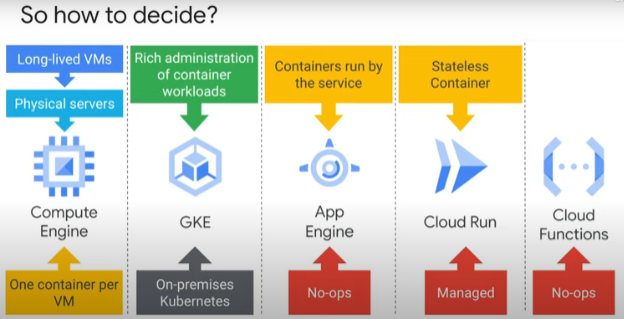 So how to decide?
Long-lived VMs
Physical servers
Compute
Engine
One container per
VM
Rich administration
of container
workloads
GKE
On-premises
Kubernetes
Containers run by
the service
App
Engine
No-ops
Stateless
Container
Cloud Run
Managed
Cloud
Functions
No-ops